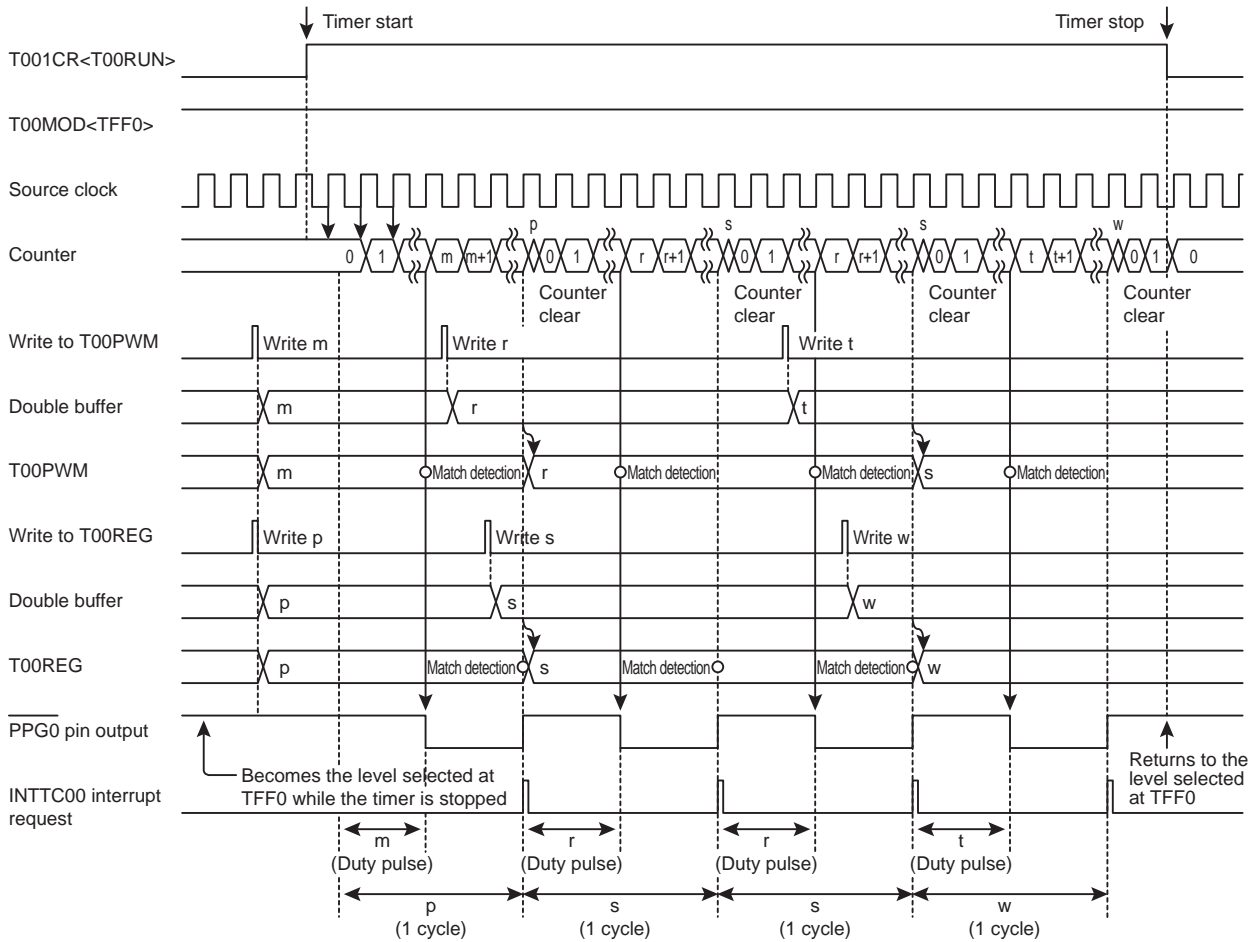 Timer start
Timer stop
T001CR<T00RUN>
T00MOD<TFF0>
Source clock
p s s w
Counter 0 1 m m+1 0 1 r r+1 0 1 r r+1 0 1 t t+1 0 1 0
Counter clear
Counter clear
Counter clear
Counter clear
Write to T00PWM Write m Write r Write t
Double buffer m r t
T00PWM m Match detection r Match detection Match detection s Match detection
Write to T00REG Write p Write s Write w
Double buffer p s w
T00REG p Match detection s Match detection Match detection w
PPG0 pin output
Becomes the level selected at
TFF0 while the timer is stopped
Returns to the
level selected
at TFF0
INTTC00 interrupt
request
m r r t
(Duty pulse) (Duty pulse) (Duty pulse) (Duty pulse)
p s s w
(1 cycle) (1 cycle) (1 cycle) (1 cycle)